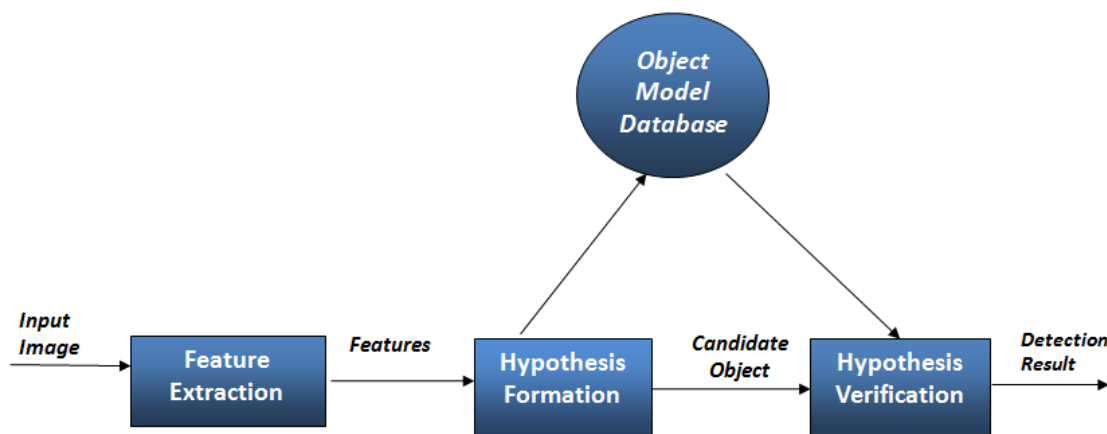 Object
Model
Database
Input
Image
Feature
Extraction
Features
Hypothesis
Formation
Candidate
Object
Hypothesis
Verification
Detection
Result